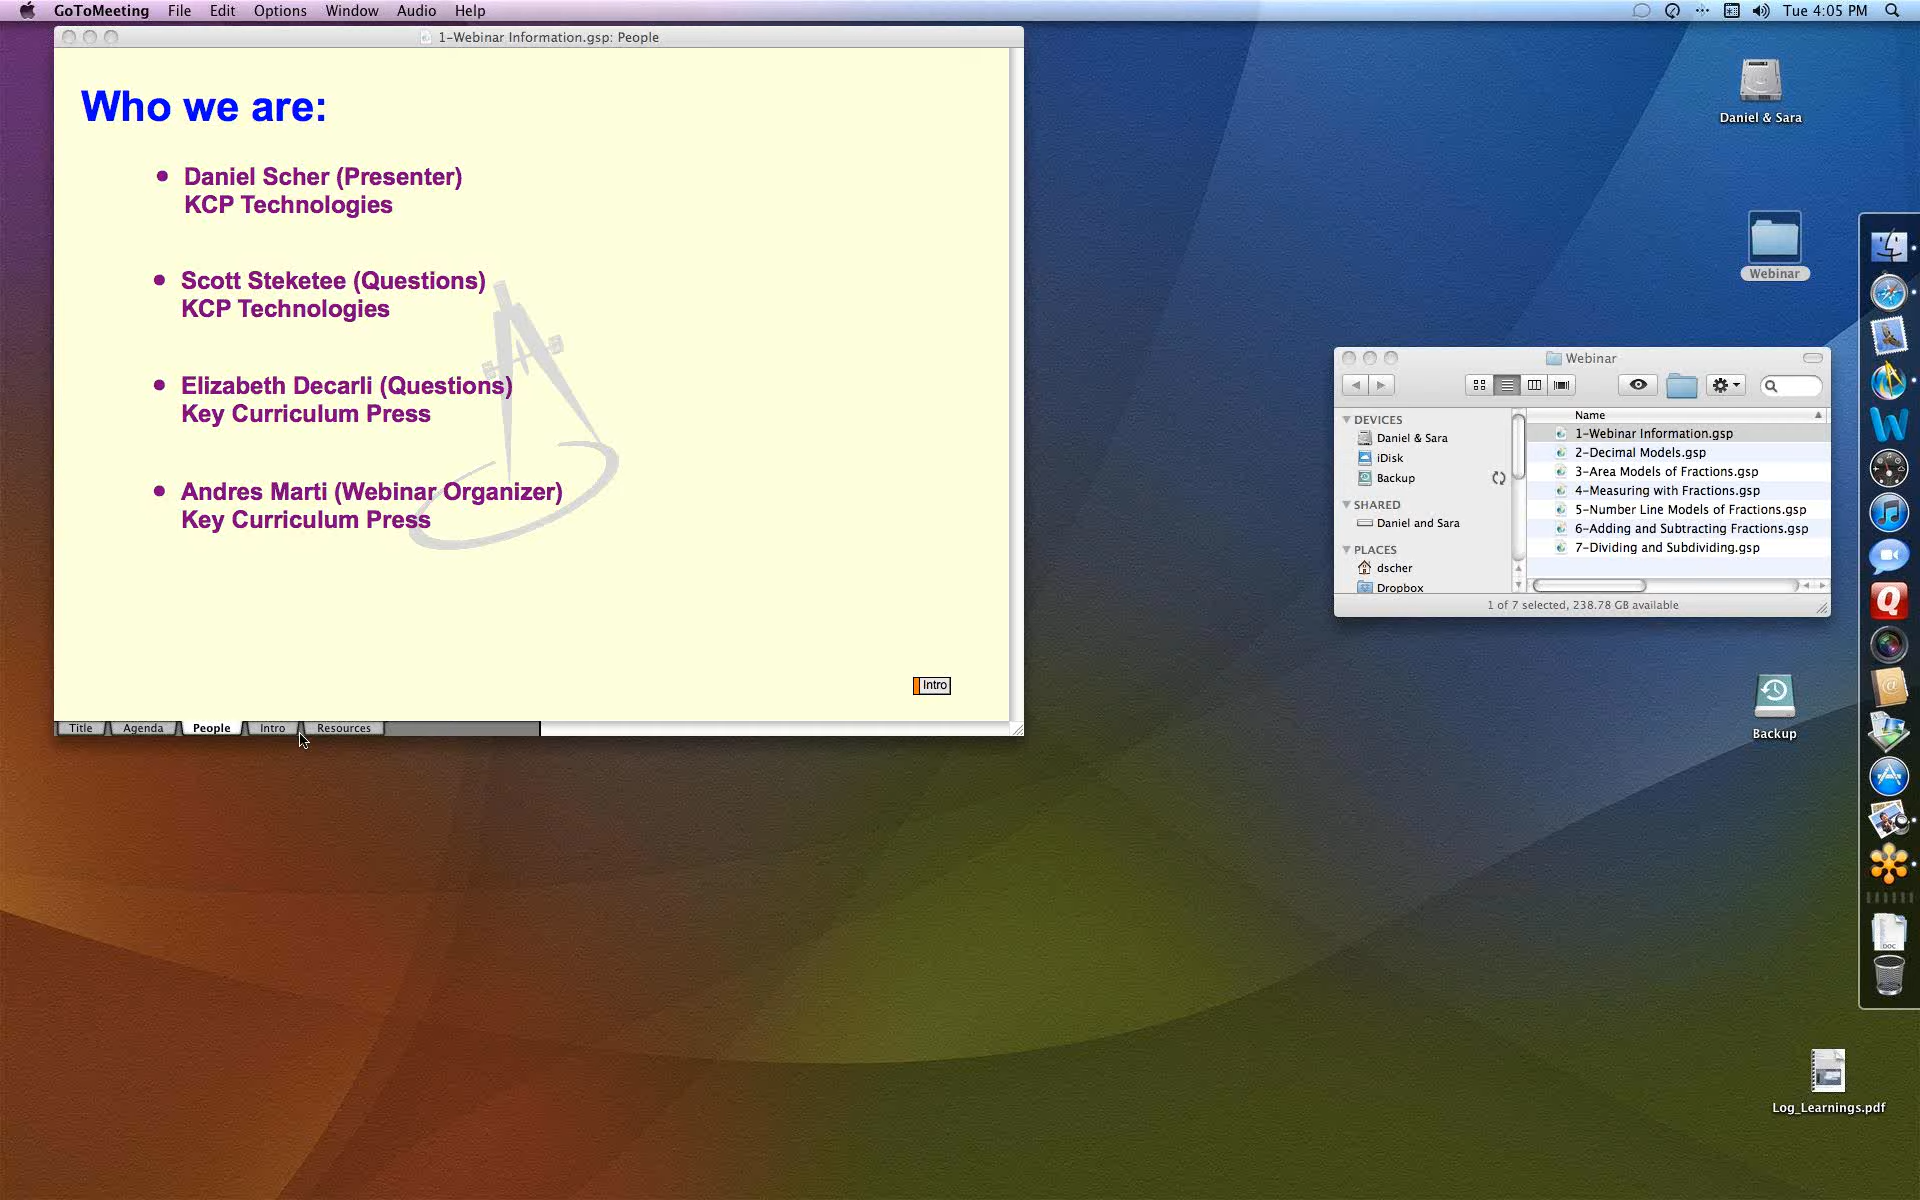 GoToMeeting File Edit Options Window Audio Help
Tue 4:05 PM
1-Webinar Information.gsp: People
Who we are:
• Daniel Scher (Presenter)
KCP Technologies
• Scott Steketee (Questions)
KCP Technologies
• Elizabeth Decarli (Questions)
Key Curriculum Press
• Andres Marti (Webinar Organizer)
Key Curriculum Press
Intro
Title Agenda People Intro Resources
Daniel & Sara
Webinar
Webinar
DEVICES
Daniel & Sara
iDisk
Backup
SHARED
Daniel and Sara
PLACES
dscher
Dropbox
Name
1-Webinar Information.gsp
2-Decimal Models.gsp
3-Area Models of Fractions.gsp
4-Measuring with Fractions.gsp
5-Number Line Models of Fractions.gsp
6-Adding and Subtracting Fractions.gsp
7-Dividing and Subdividing.gsp
1 of 7 selected, 238.78 GB available
Backup
DOC
Log_Learnings.pdf